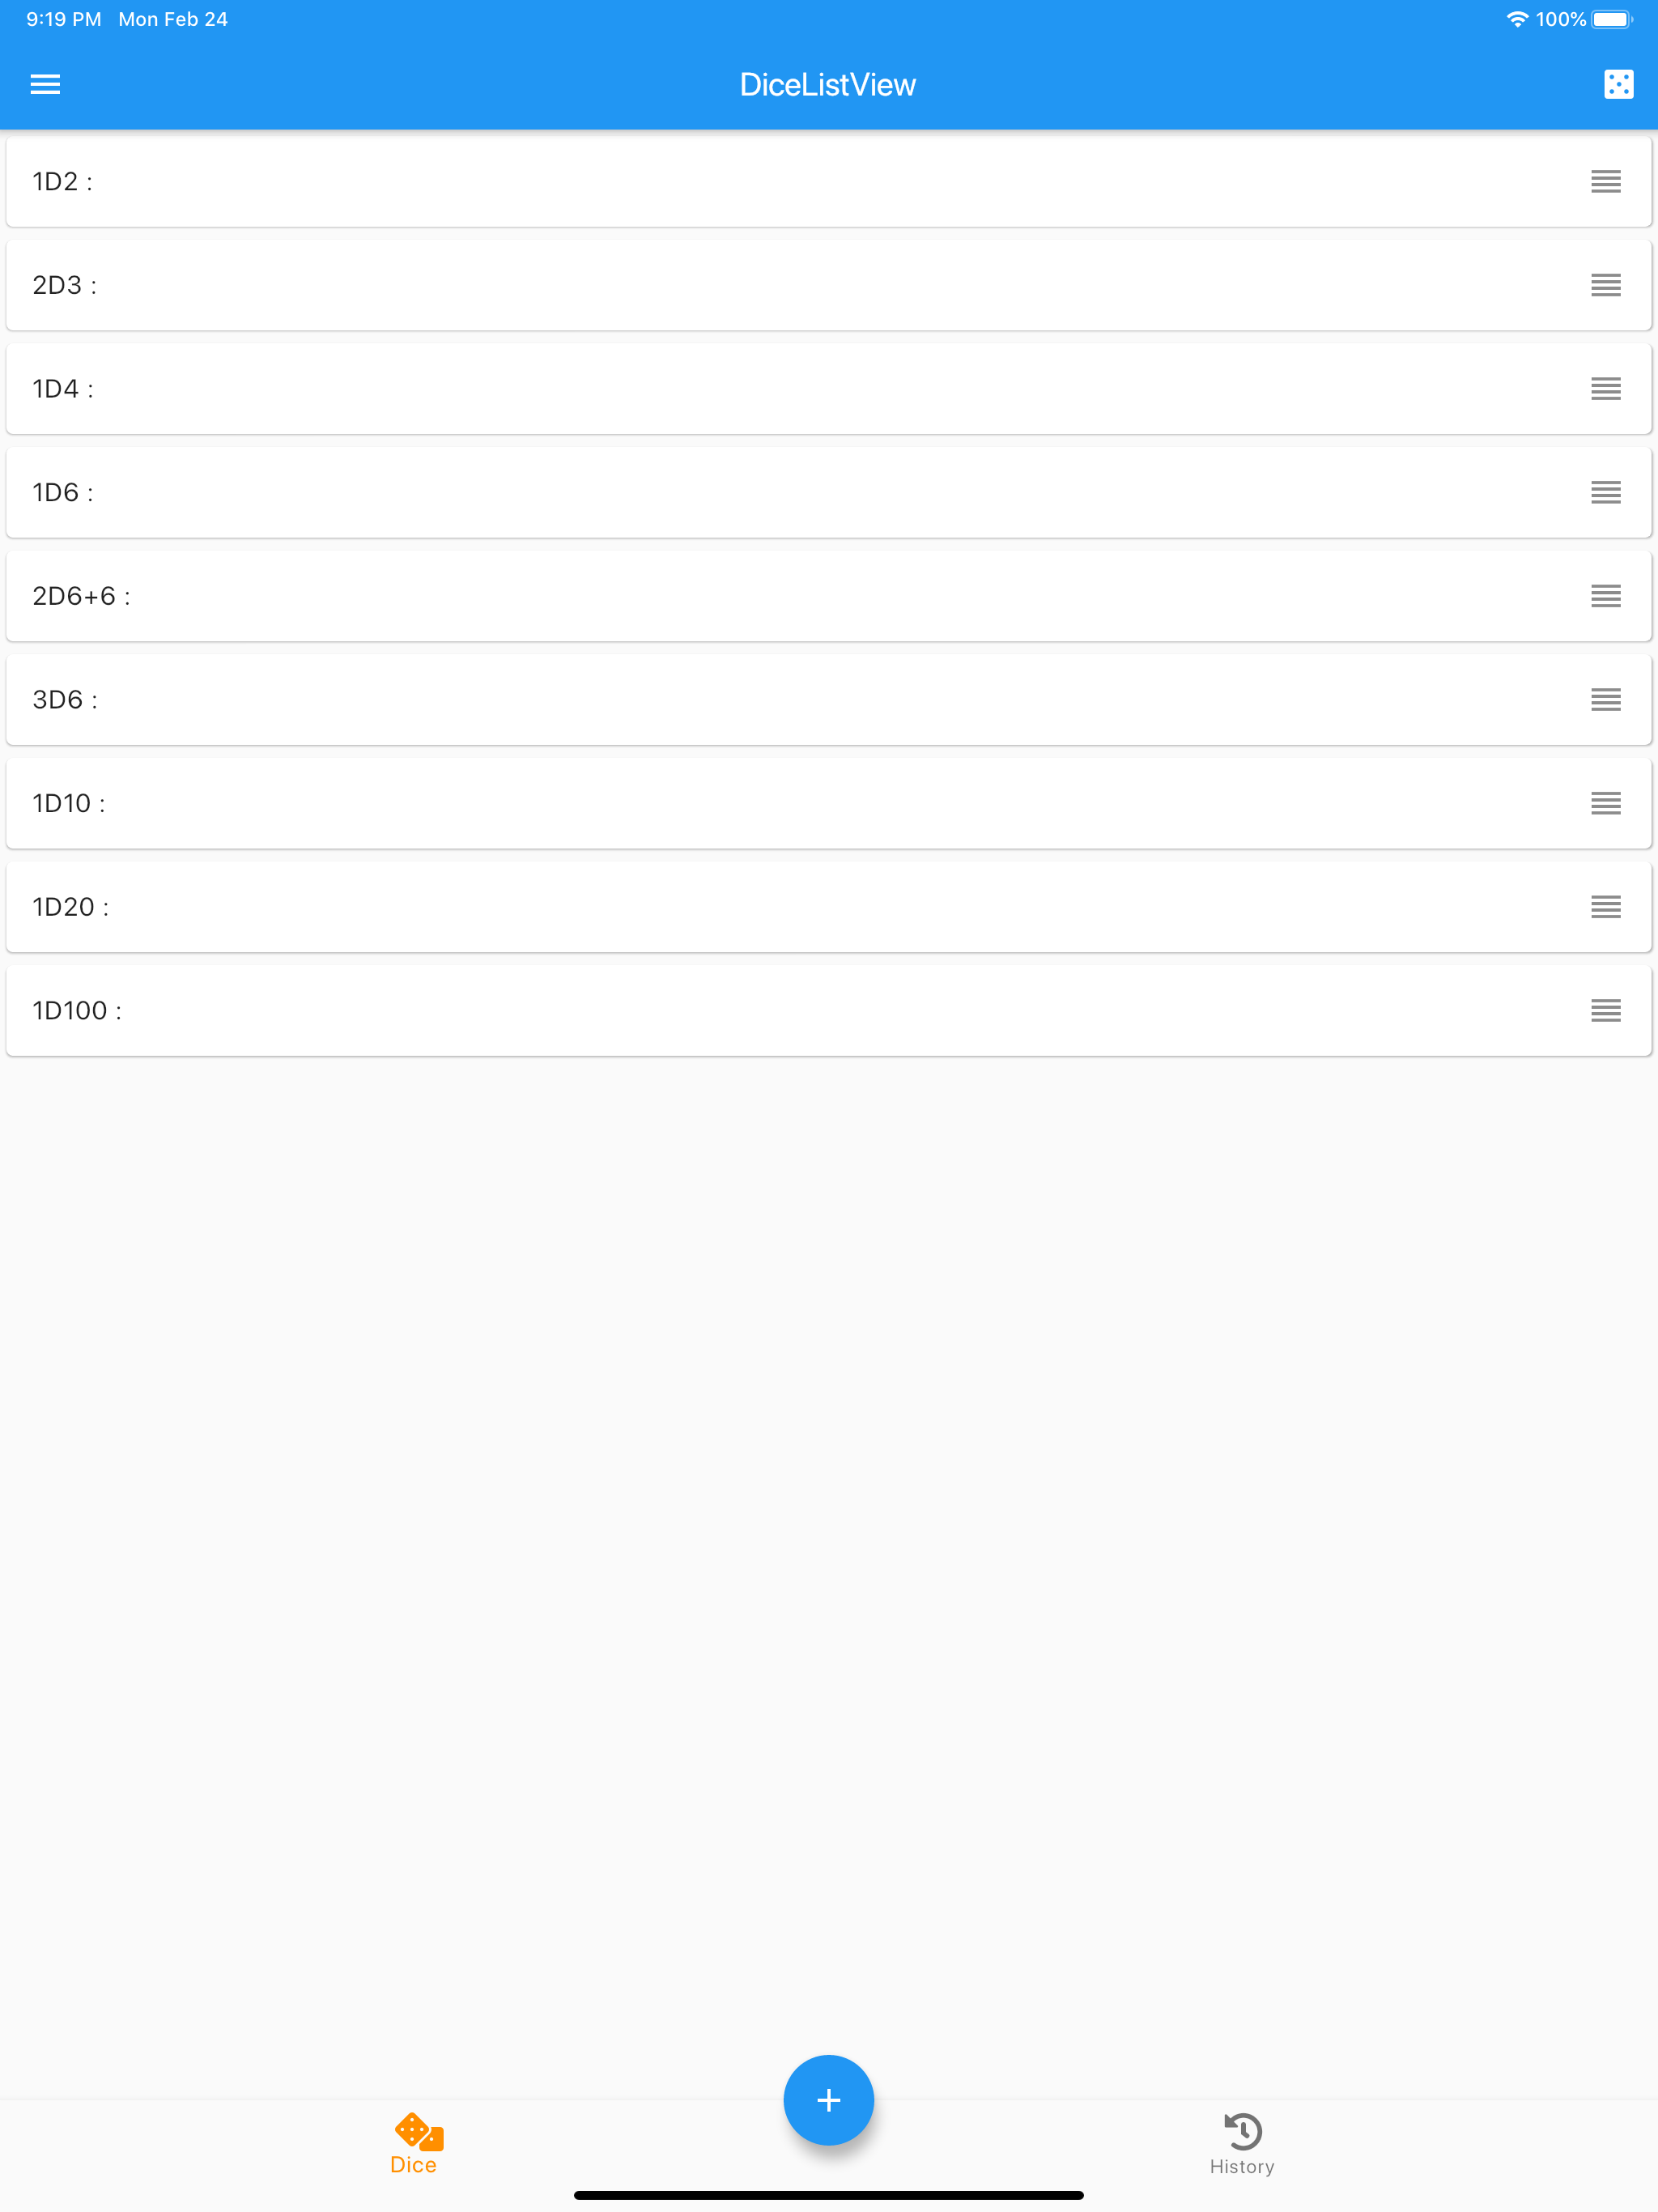 9:19 PM Mon Feb 24 100%
DiceListView
1D2 :
2D3 :
1D4 :
1D6 :
2D6+6 :
3D6 :
1D10 :
1D20 :
1D100 :
Dice
History